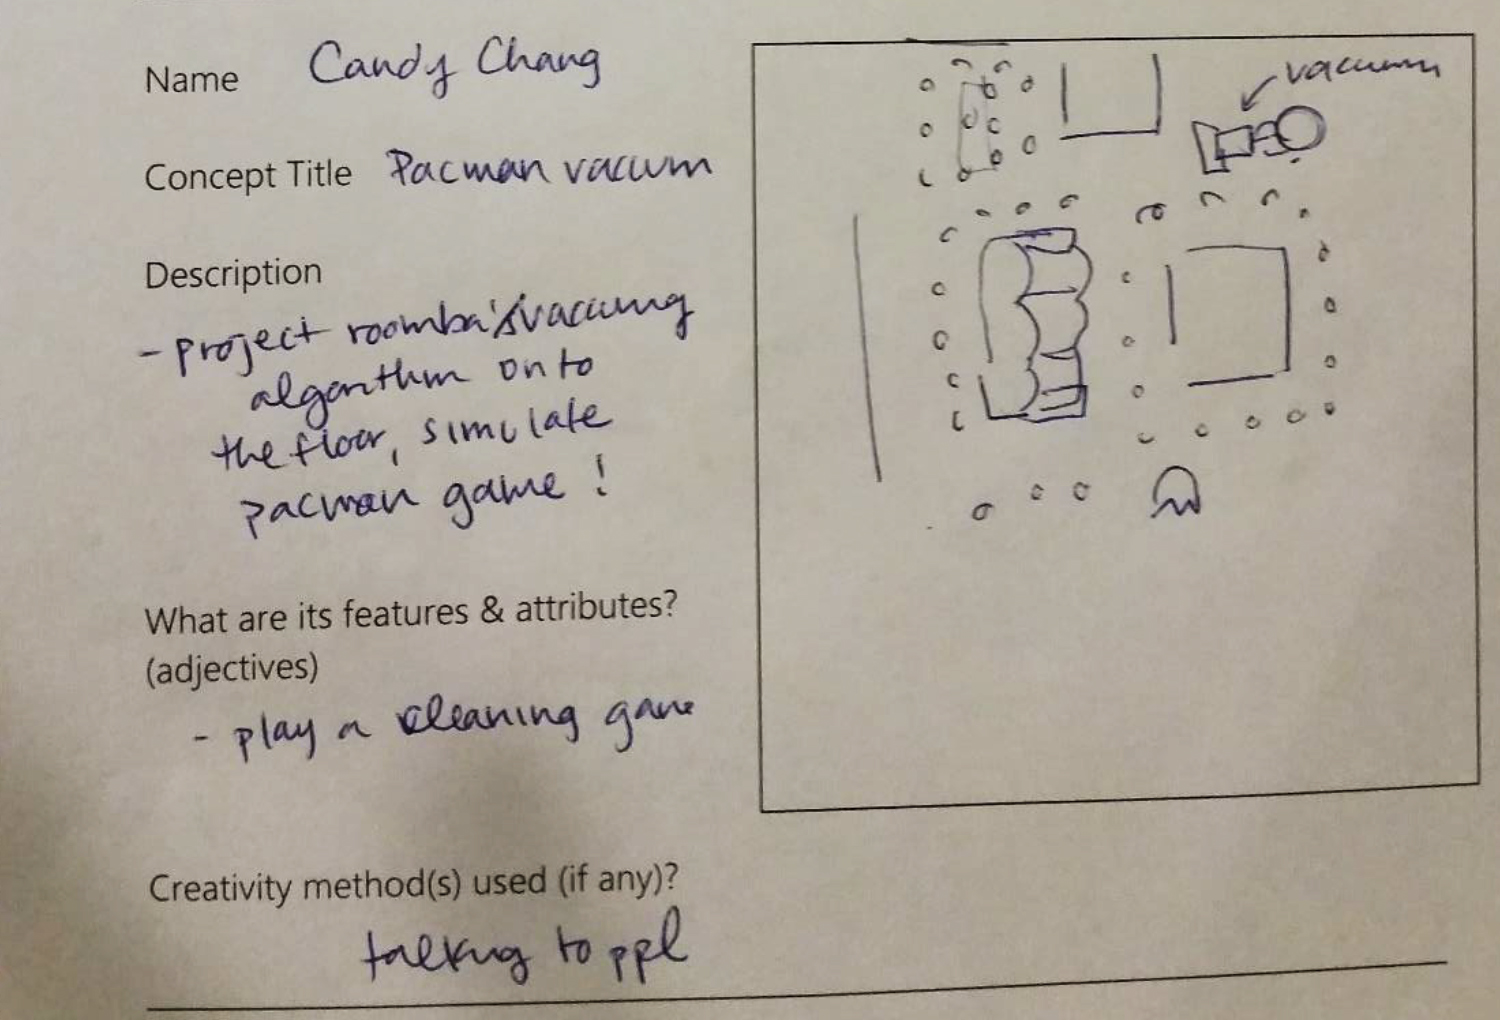 Name Candy Chang
vacuum
Concept Title Pacman vacuum
Description
- project roomba's vacuumg
algorithm onto
the floor, simulate
pacman game!
What are its features & attributes?
(adjectives)
- play a cleaning game
Creativity method(s) used (if any)?
talking to ppl